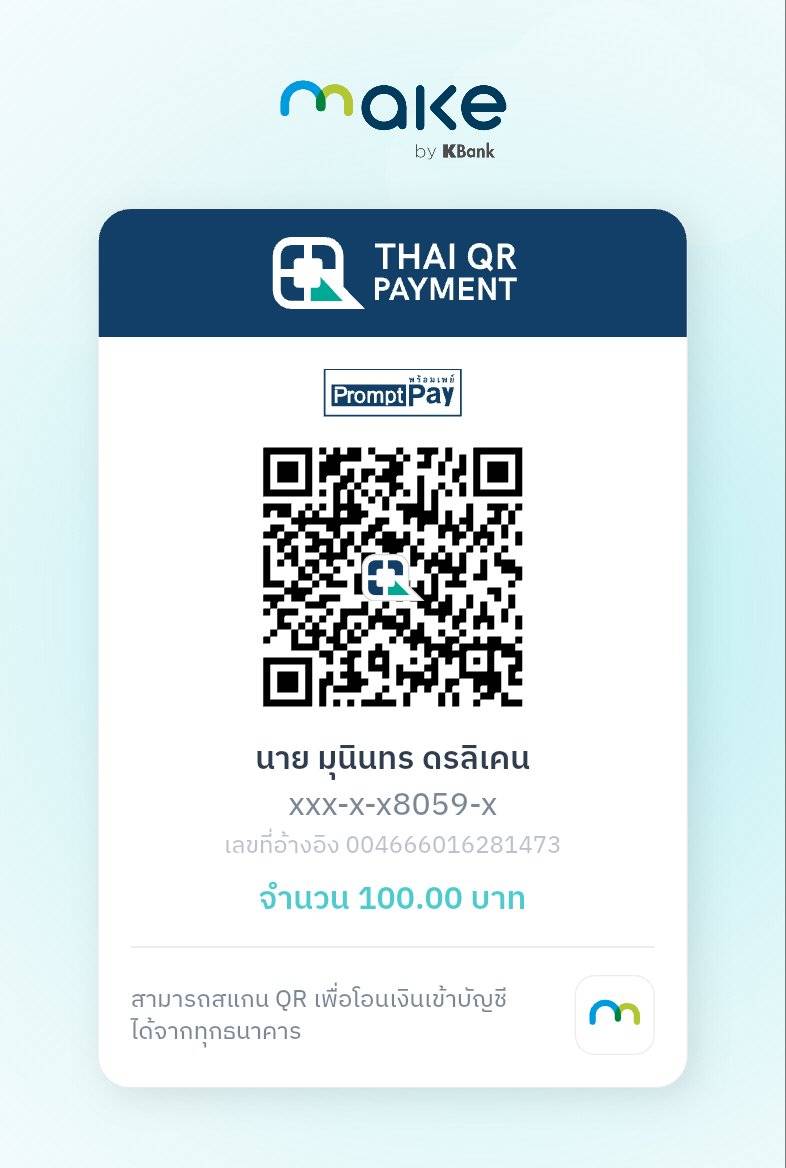 make
by KBank
THAI QR
PAYMENT
พร้อมเพย์
PromptPay
นาย มุนินทร ดรลิเคน
xxx-x-x8059-x
เลขที่อ้างอิง 004666016281473
จำนวน 100.00 บาท
สามารถสแกน QR เพื่อโอนเงินเข้าบัญชี
ได้จากทุกธนาคาร